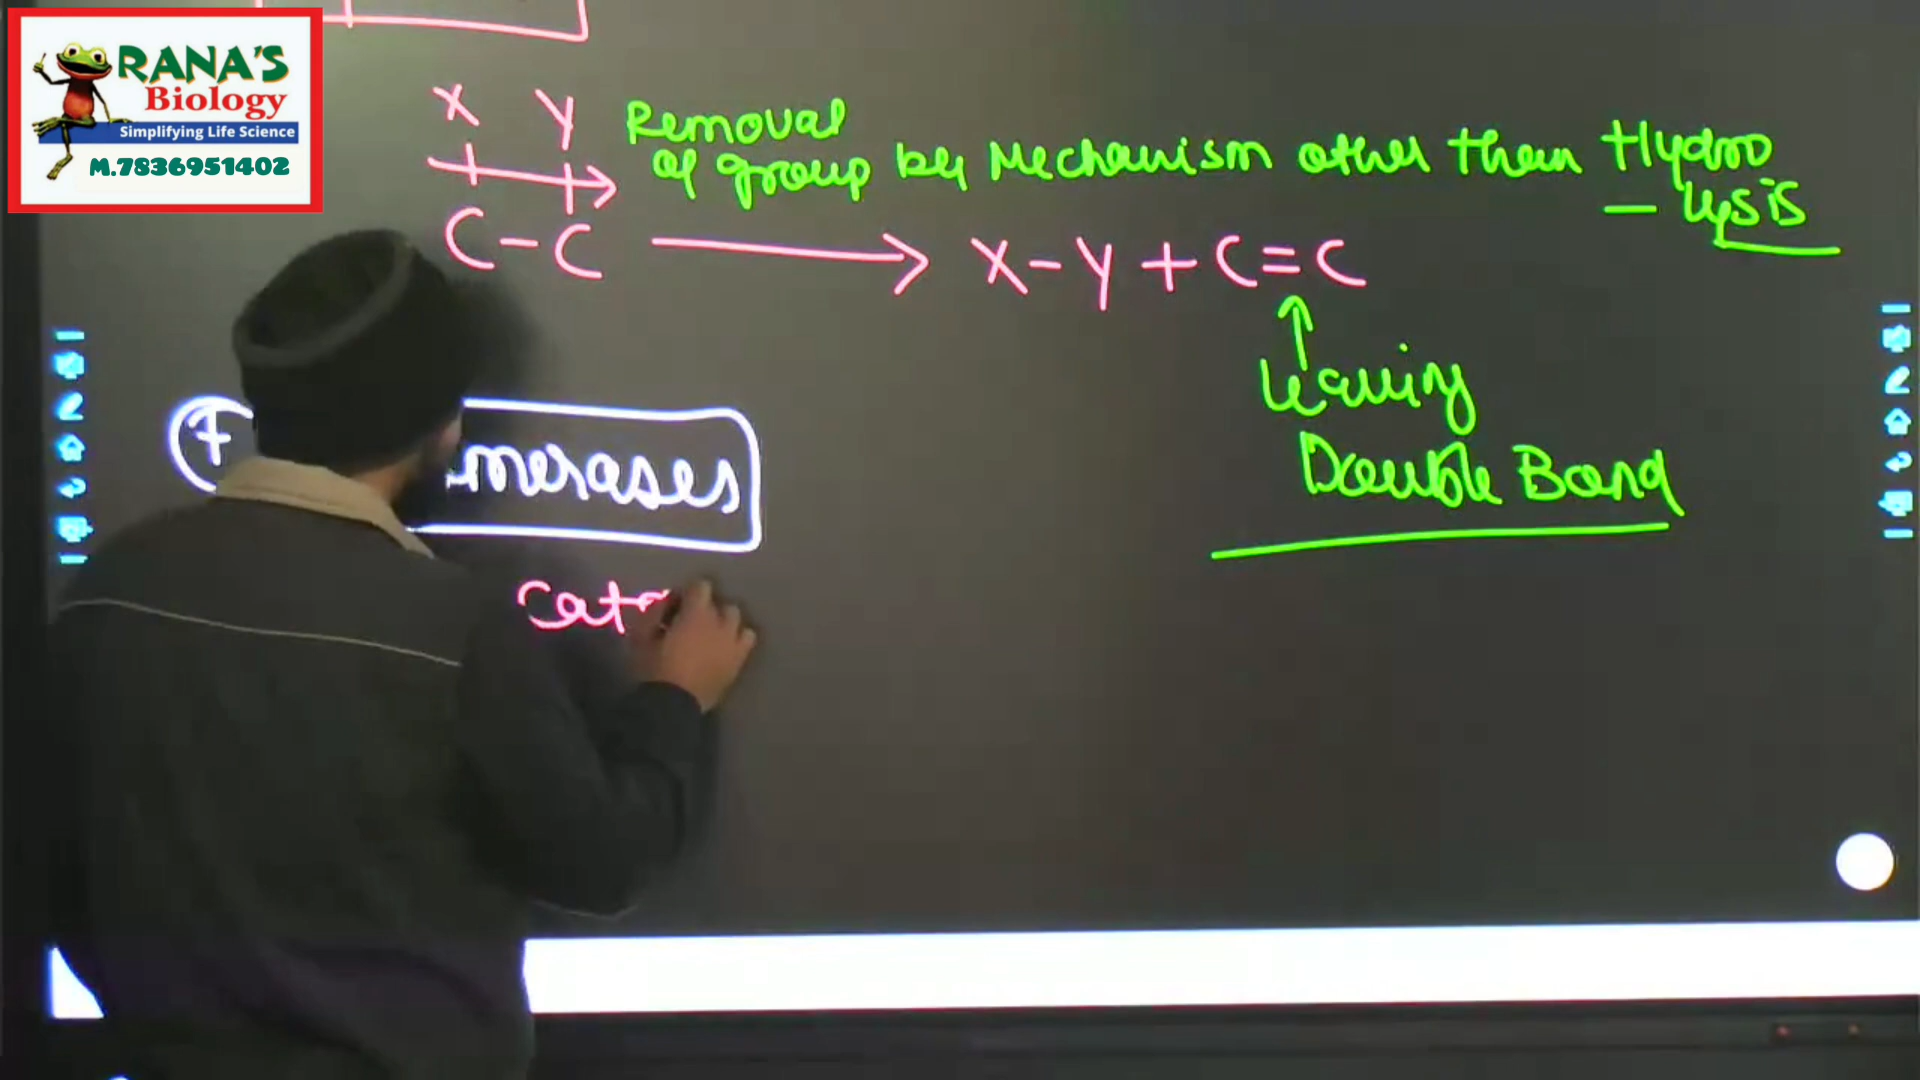 RANA'S
Biology
Simplifying Life Science
M.7836951402
X Y
Removal
of group by Mechanism other than Hydro
– lysis
C – C → X – Y + C = C
Leaving
Double Bond
merases
Cata